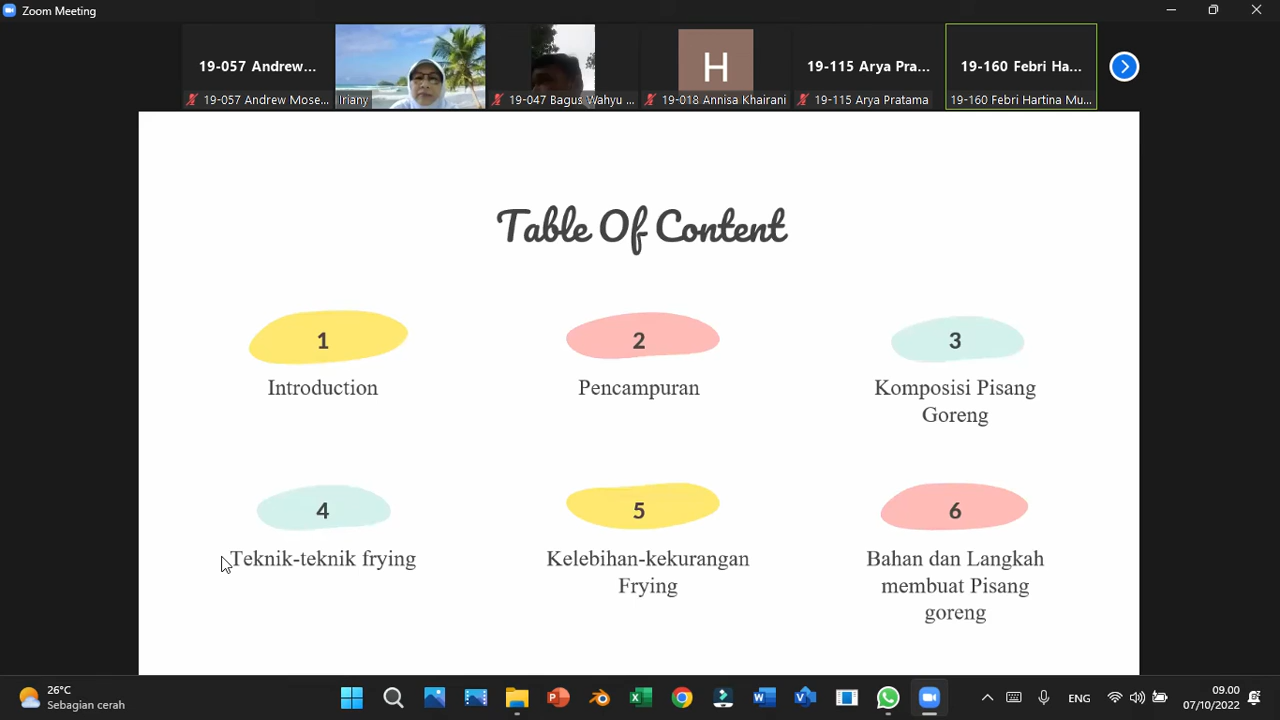 Zoom Meeting
19-057 Andrew...
19-057 Andrew Mose...
Iriany
19-047 Bagus Wahyu ...
H
19-018 Annisa Khairani
19-115 Arya Pra...
19-115 Arya Pratama
19-160 Febri Ha...
19-160 Febri Hartina Mu...
Table Of Content
1
Introduction
2
Pencampuran
3
Komposisi Pisang
Goreng
4
Teknik-teknik frying
5
Kelebihan-kekurangan
Frying
6
Bahan dan Langkah
membuat Pisang
goreng
26°C
Sebagian cerah
ENG
09.00
07/10/2022